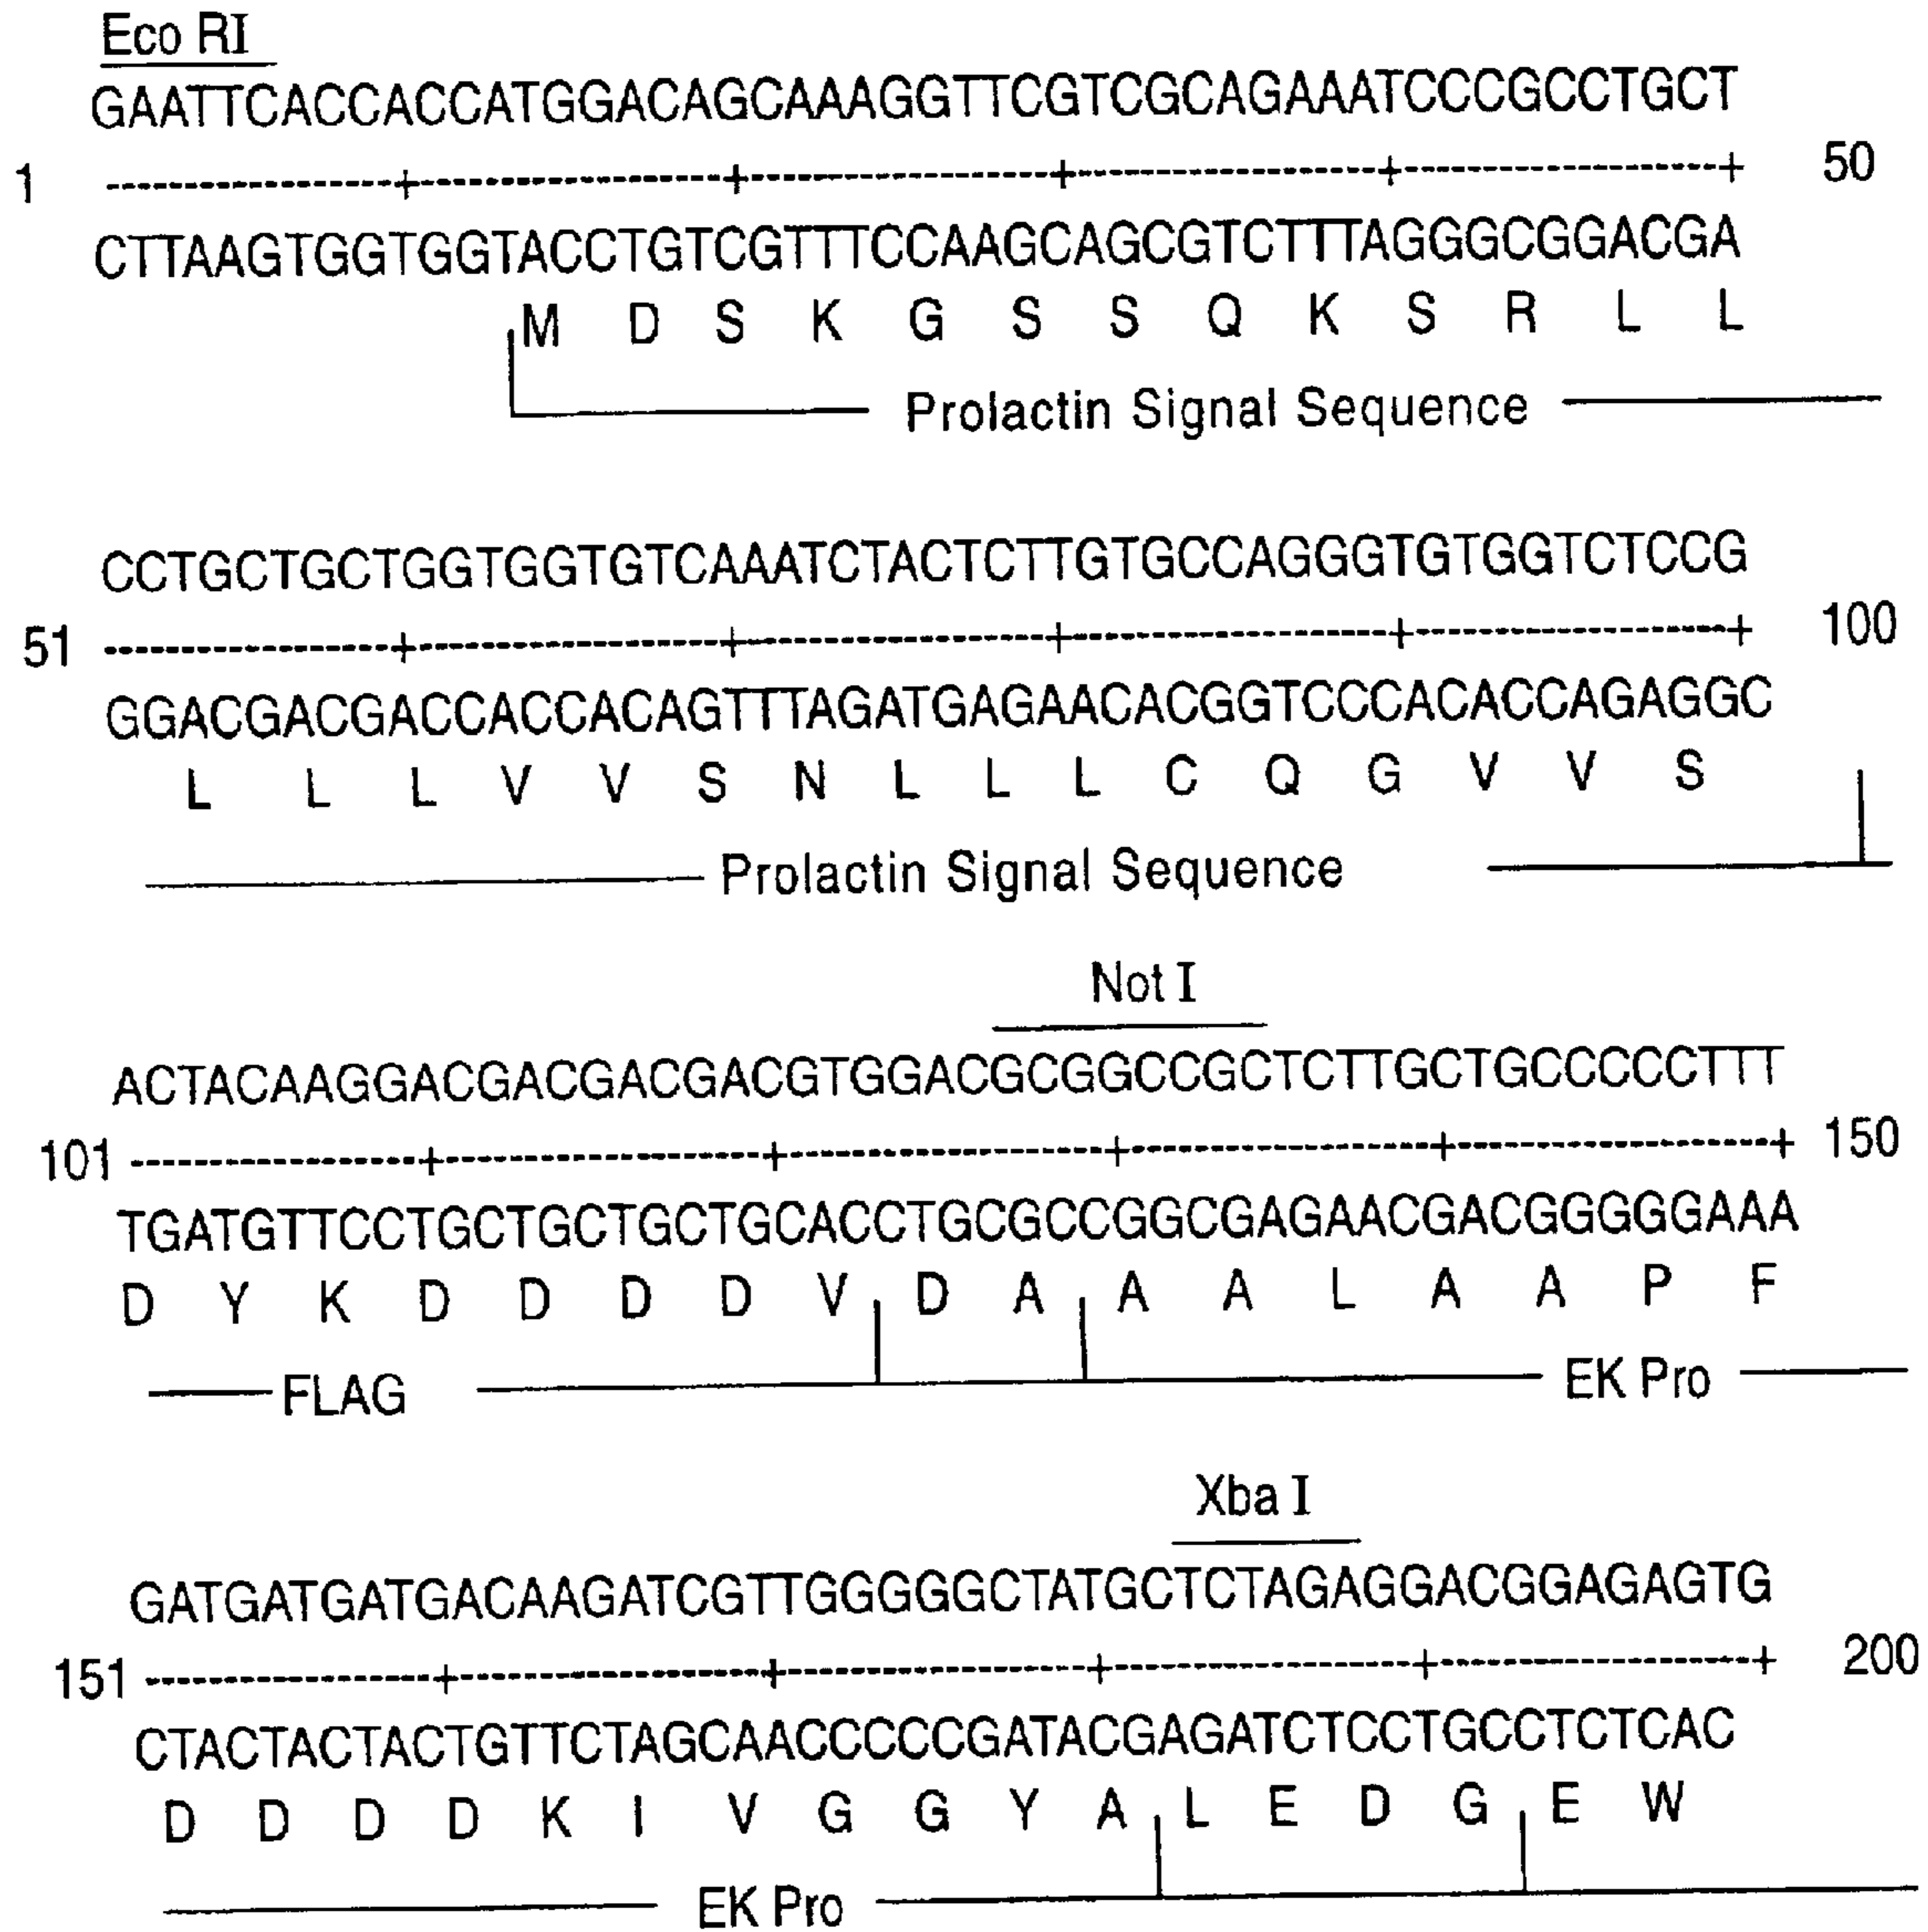 Eco RI
GAATTCACCACCATGGACAGCAAAGGTTCGTCGCAGAAATCCCGCCTGCT
1 ---------+---------+---------+---------+---------+ 50
CTTAAGTGGTGGTACCTGTCGTTTCCAAGCAGCGTCTTTAGGGCGGACGA
M D S K G S S Q K S R L L
Prolactin Signal Sequence
CCTGCTGCTGGTGGTGTCAAATCTACTCTTGTGCCAGGGTGTGGTCTCCG
51 ---------+---------+---------+---------+---------+ 100
GGACGACGACCACCACAGTTTAGATGAGAACACGGTCCCACACCAGAGGC
L L L V V S N L L L C Q G V V S
Prolactin Signal Sequence
Not I
ACTACAAGGACGACGACGACGTGGACGCGGCCGCTCTTGCTGCCCCCTTT
101 ---------+---------+---------+---------+---------+ 150
TGATGTTCCTGCTGCTGCTGCACCTGCGCCGGCGAGAACGACGGGGGAAA
D Y K D D D D V D A A A L A A P F
FLAG EK Pro
Xba I
GATGATGATGACAAGATCGTTGGGGGCTATGCTCTAGAGGACGGAGAGTG
151 ---------+---------+---------+---------+---------+ 200
CTACTACTACTGTTCTAGCAACCCCCGATACGAGATCTCCTGCCTCTCAC
D D D D K I V G G Y A L E D G E W
EK Pro